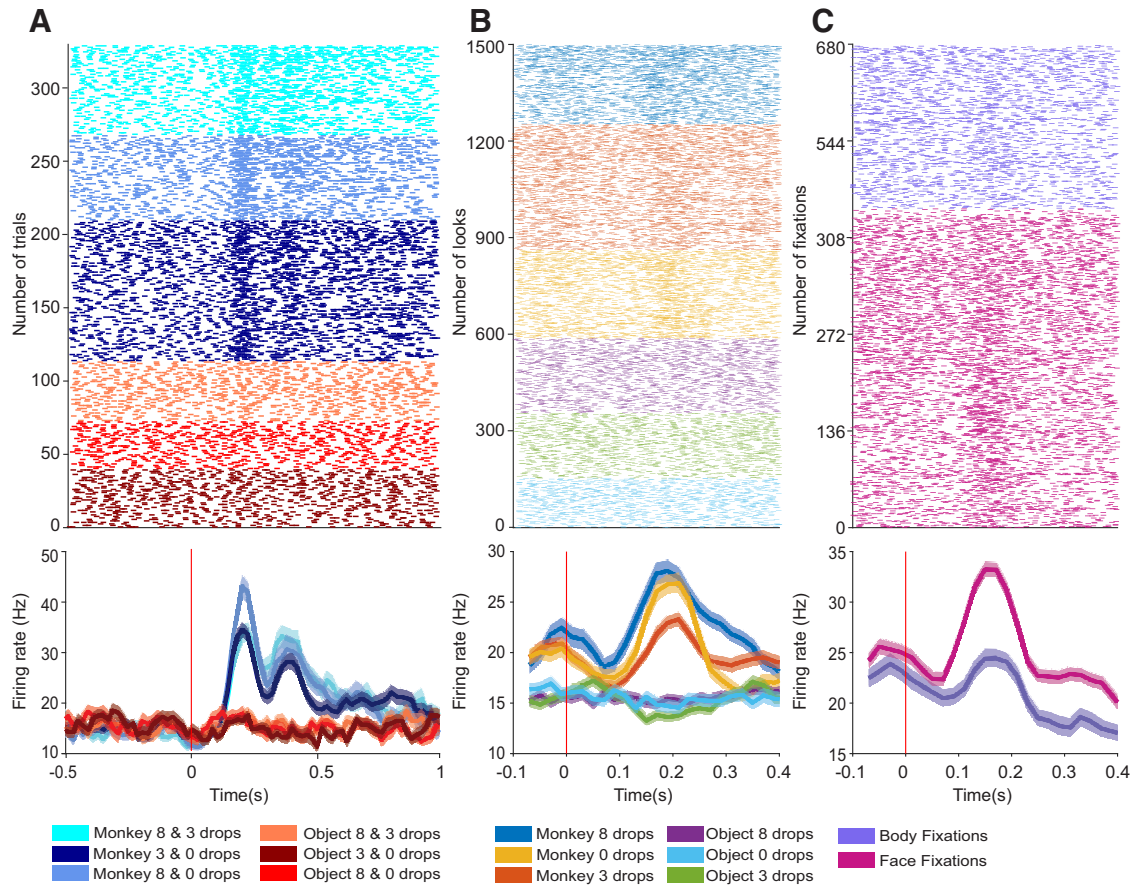 A
B
C
Number of trials
300
250
200
150
100
50
0
Number of looks
1500
1200
900
600
300
0
Number of fixations
680
544
308
272
136
0
Firing rate (Hz)
50
40
30
20
10
-0.5
0
0.5
1
Time(s)
Firing rate (Hz)
30
25
20
15
10
-0.1
0
0.1
0.2
0.3
0.4
Time(s)
Firing rate (Hz)
35
30
25
20
15
-0.1
0
0.1
0.2
0.3
0.4
Time(s)
Monkey 8 & 3 drops
Monkey 3 & 0 drops
Monkey 8 & 0 drops
Object 8 & 3 drops
Object 3 & 0 drops
Object 8 & 0 drops
Monkey 8 drops
Monkey 0 drops
Monkey 3 drops
Object 8 drops
Object 0 drops
Object 3 drops
Body Fixations
Face Fixations